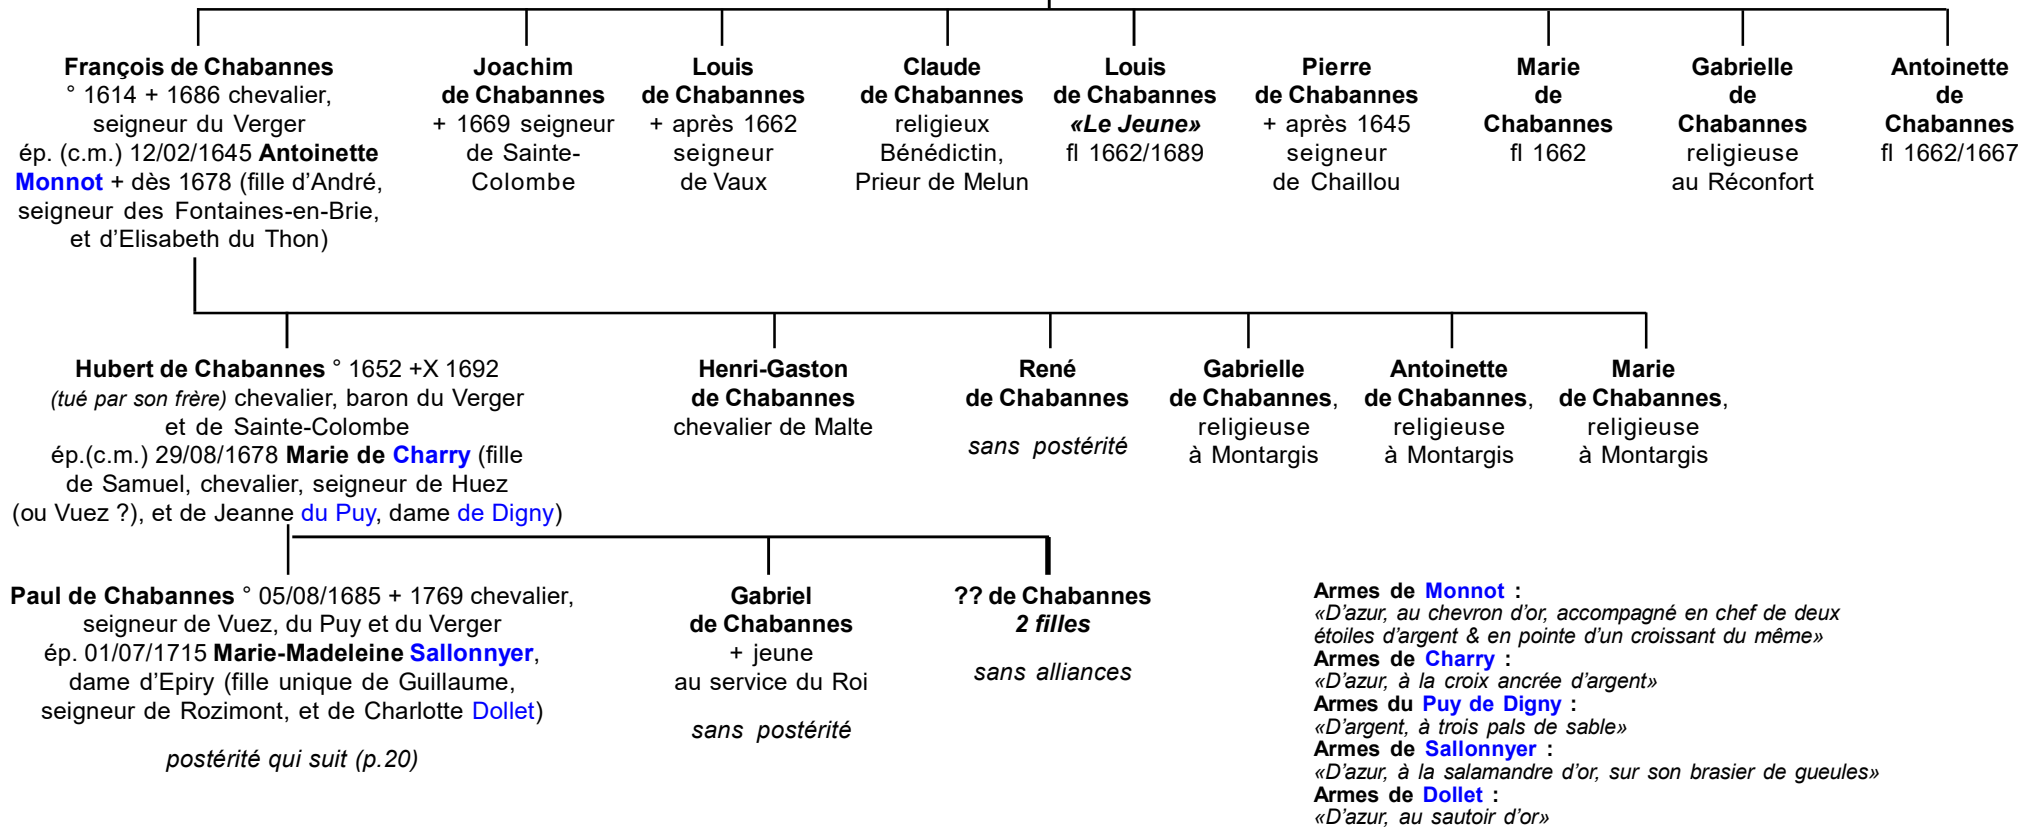 François de Chabannes
° 1614 + 1686 chevalier,
seigneur du Verger
ép. (c.m.) 12/02/1645 Antoinette
Monnot + dès 1678 (fille d'André,
seigneur des Fontaines-en-Brie,
et d'Elisabeth du Thon)
Joachim
de Chabannes
+ 1669 seigneur
de Sainte-
Colombe
Louis
de Chabannes
+ après 1662
seigneur
de Vaux
Claude
de Chabannes
religieux
Bénédictin,
Prieur de Melun
Louis
de Chabannes
«Le Jeune»
fl 1662/1689
Pierre
de Chabannes
+ après 1645
seigneur
de Chaillou
Marie
de
Chabannes
fl 1662
Gabrielle
de
Chabannes
religieuse
au Réconfort
Antoinette
de
Chabannes
fl 1662/1667
Hubert de Chabannes ° 1652 +X 1692
(tué par son frère) chevalier, baron du Verger
et de Sainte-Colombe
ép.(c.m.) 29/08/1678 Marie de Charry (fille
de Samuel, chevalier, seigneur de Huez
(ou Vuez ?), et de Jeanne du Puy, dame de Digny)
Henri-Gaston
de Chabannes
chevalier de Malte
René
de Chabannes
sans postérité
Gabrielle
de Chabannes,
religieuse
à Montargis
Antoinette
de Chabannes,
religieuse
à Montargis
Marie
de Chabannes,
religieuse
à Montargis
Paul de Chabannes ° 05/08/1685 + 1769 chevalier,
seigneur de Vuez, du Puy et du Verger
ép. 01/07/1715 Marie-Madeleine Sallonnyer,
dame d'Epiry (fille unique de Guillaume,
seigneur de Rozimont, et de Charlotte Dollet)
postérité qui suit (p.20)
Gabriel
de Chabannes
+ jeune
au service du Roi
sans postérité
?? de Chabannes
2 filles
sans alliances
Armes de Monnot :
«D'azur, au chevron d'or, accompagné en chef de deux
étoiles d'argent & en pointe d'un croissant du même»
Armes de Charry :
«D'azur, à la croix ancrée d'argent»
Armes du Puy de Digny :
«D'argent, à trois pals de sable»
Armes de Sallonnyer :
«D'azur, à la salamandre d'or, sur son brasier de gueules»
Armes de Dollet :
«D'azur, au sautoir d'or»